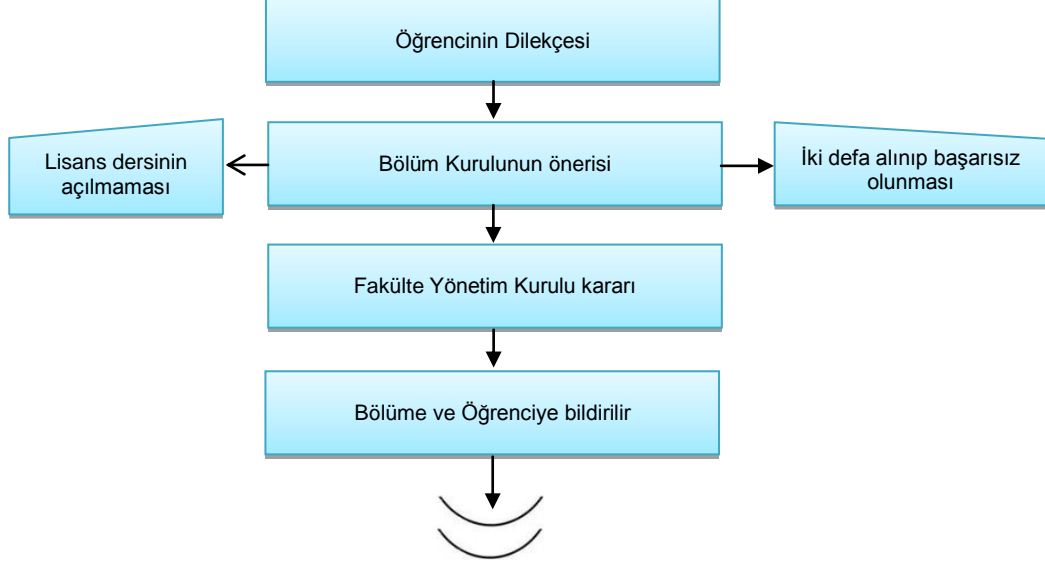 Öğrencinin Dilekçesi
Lisans dersinin
açılmaması
Bölüm Kurulunun önerisi
İki defa alınıp başarısız
olunması
Fakülte Yönetim Kurulu kararı
Bölüme ve Öğrenciye bildirilir